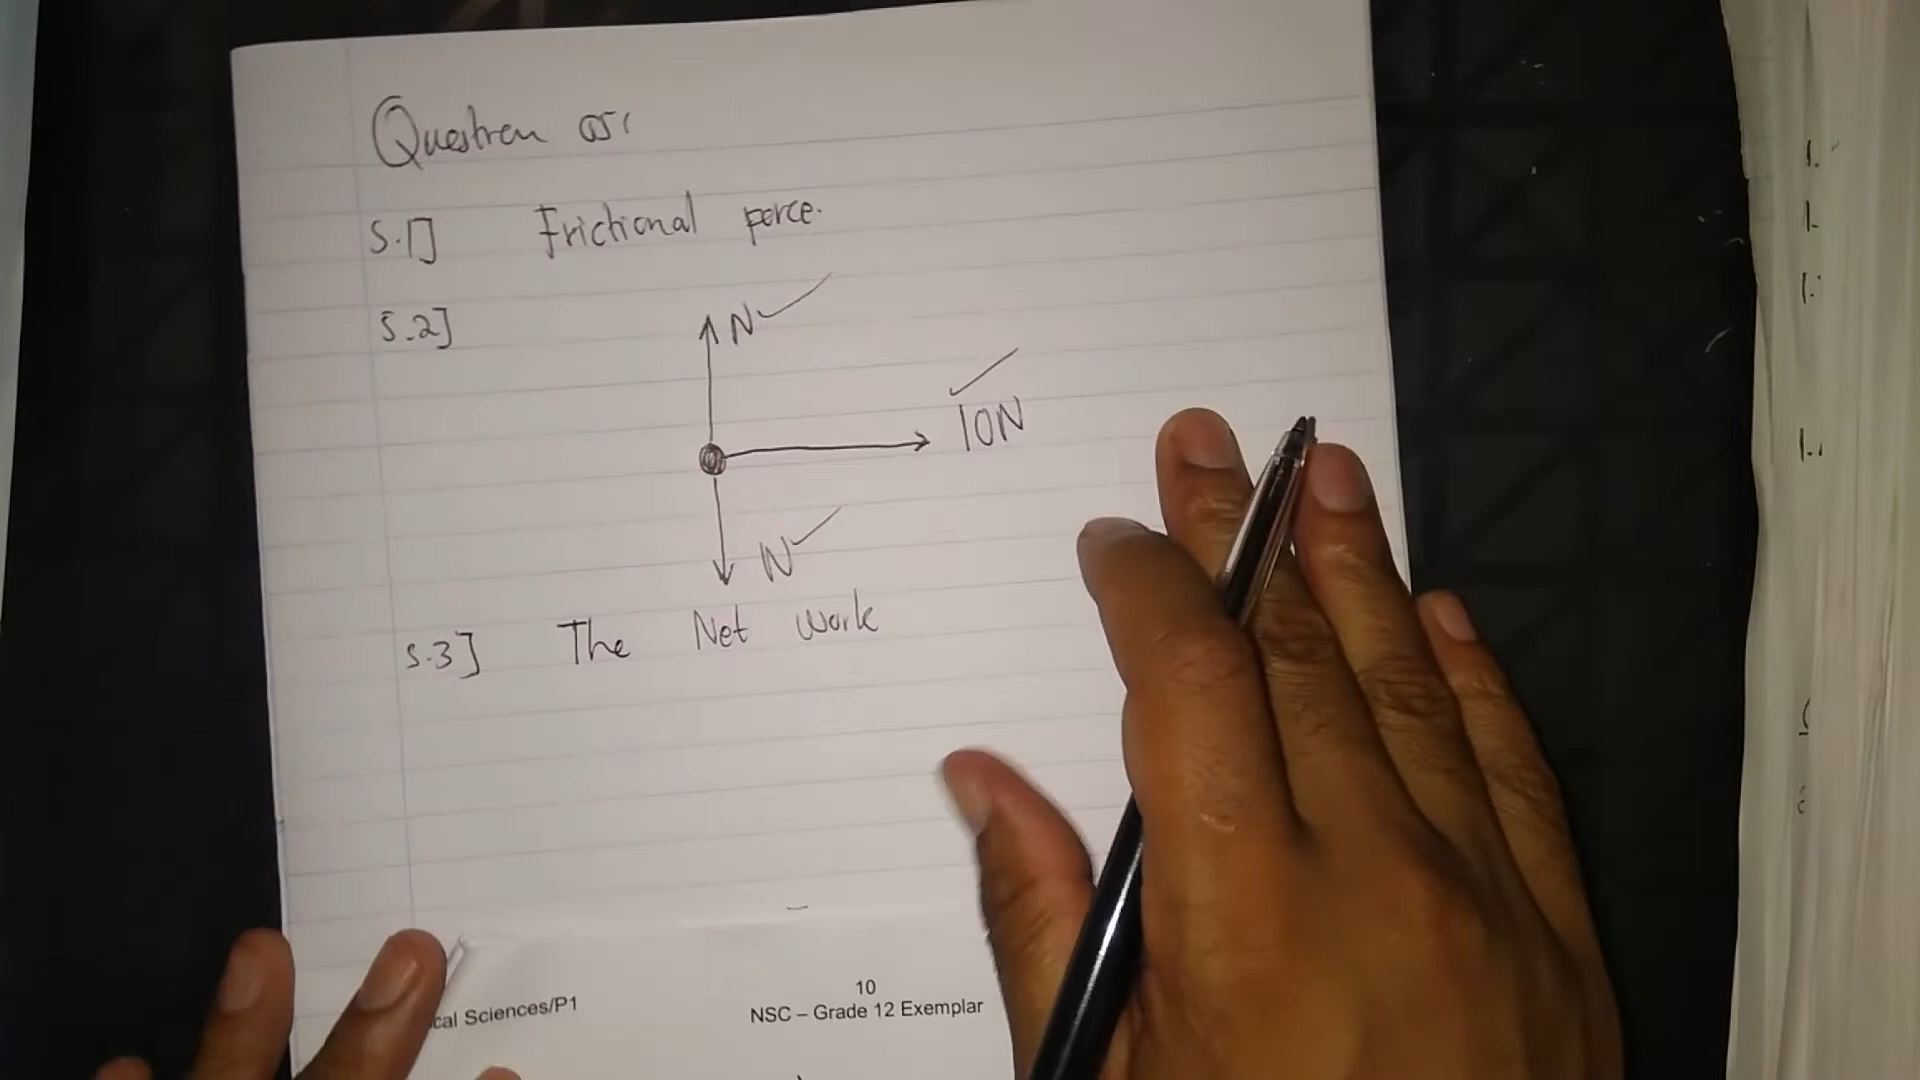 Question 05:
5.1] Frictional force.
5.2]
N
10N
N
5.3] The Net Work
10
cal Sciences/P1
NSC – Grade 12 Exemplar